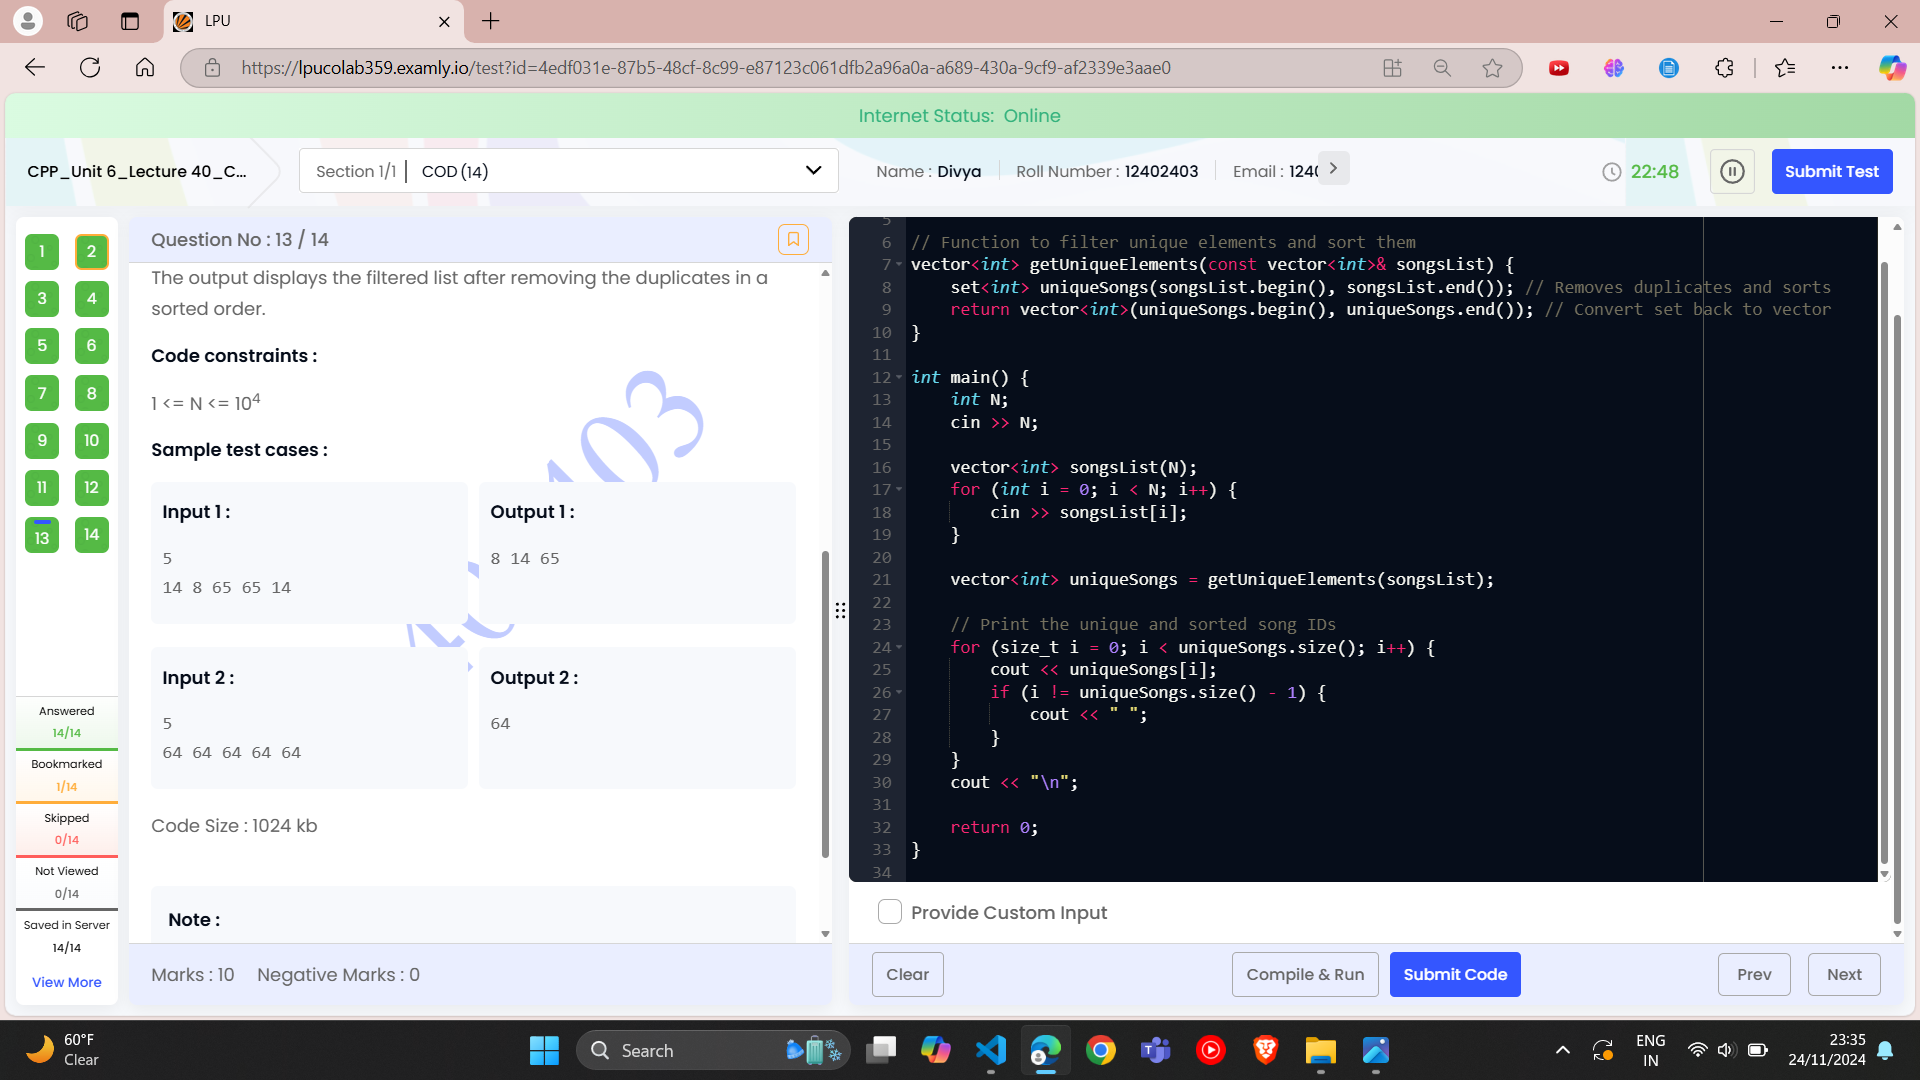 LPU
https://lpucolab359.examly.io/test?id=4edf031e-87b5-48cf-8c99-e87123c061dfb2a96a0a-a689-430a-9cf9-af2339e3aae0
Internet Status: Online
CPP_Unit 6_Lecture 40_C...
Section 1/1 | COD (14)
Name : Divya
Roll Number : 12402403
Email : 1240
22:48
Submit Test
1 2
3 4
5 6
7 8
9 10
11 12
13 14
Answered
14/14
Bookmarked
1/14
Skipped
0/14
Not Viewed
0/14
Saved in Server
14/14
View More
Question No : 13 / 14
The output displays the filtered list after removing the duplicates in a
sorted order.
Code constraints :
1 <= N <= 10⁴
Sample test cases :
Input 1 :
5
14 8 65 65 14
Output 1 :
8 14 65
Input 2 :
5
64 64 64 64 64
Output 2 :
64
Code Size : 1024 kb
Note :
Marks : 10 Negative Marks : 0
5
6 // Function to filter unique elements and sort them
7 vector<int> getUniqueElements(const vector<int>& songsList) {
8     set<int> uniqueSongs(songsList.begin(), songsList.end()); // Removes duplicates and sorts
9     return vector<int>(uniqueSongs.begin(), uniqueSongs.end()); // Convert set back to vector
10 }
11
12 int main() {
13     int N;
14     cin >> N;
15
16     vector<int> songsList(N);
17     for (int i = 0; i < N; i++) {
18         cin >> songsList[i];
19     }
20
21     vector<int> uniqueSongs = getUniqueElements(songsList);
22
23     // Print the unique and sorted song IDs
24     for (size_t i = 0; i < uniqueSongs.size(); i++) {
25         cout << uniqueSongs[i];
26         if (i != uniqueSongs.size() - 1) {
27             cout << " ";
28         }
29     }
30     cout << "\n";
31
32     return 0;
33 }
34
Provide Custom Input
Clear
Compile & Run
Submit Code
Prev
Next
60°F
Clear
Search
ENG
IN
23:35
24/11/2024